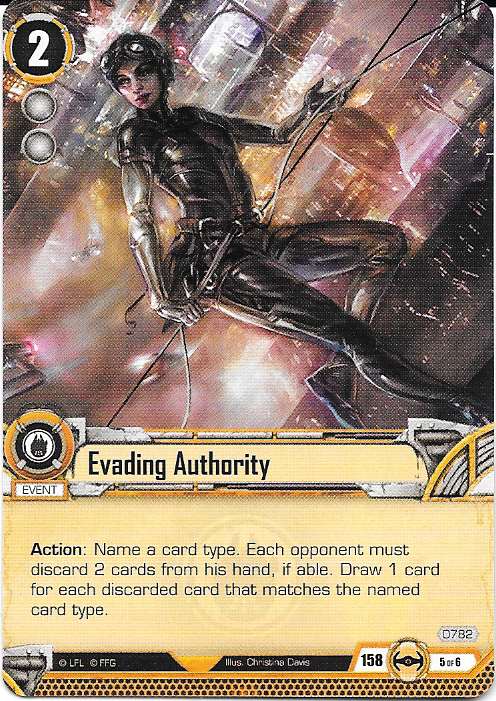 2
Evading Authority
EVENT
Action: Name a card type. Each opponent must
discard 2 cards from his hand, if able. Draw 1 card
for each discarded card that matches the named
card type.
0782
© LFL © FFG
Illus. Christina Davis
158
5 OF 6